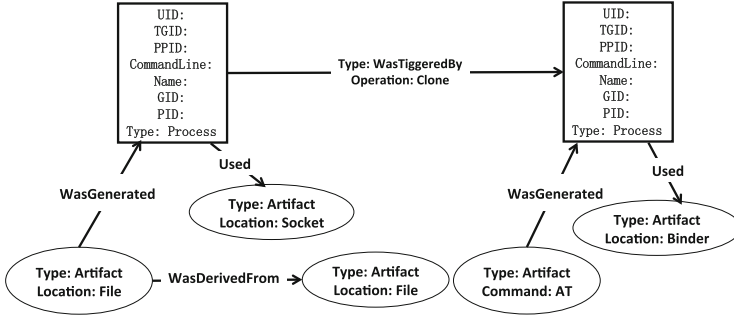 UID:
TGID:
PPID:
CommandLine:
Name:
GID:
PID:
Type: Process
Type: WasTiggeredBy
Operation: Clone
UID:
TGID:
PPID:
CommandLine:
Name:
GID:
PID:
Type: Process
Used
Used
WasGenerated
WasGenerated
Type: Artifact
Location: Socket
Type: Artifact
Location: Binder
Type: Artifact
Location: File
WasDerivedFrom
Type: Artifact
Location: File
Type: Artifact
Command: AT